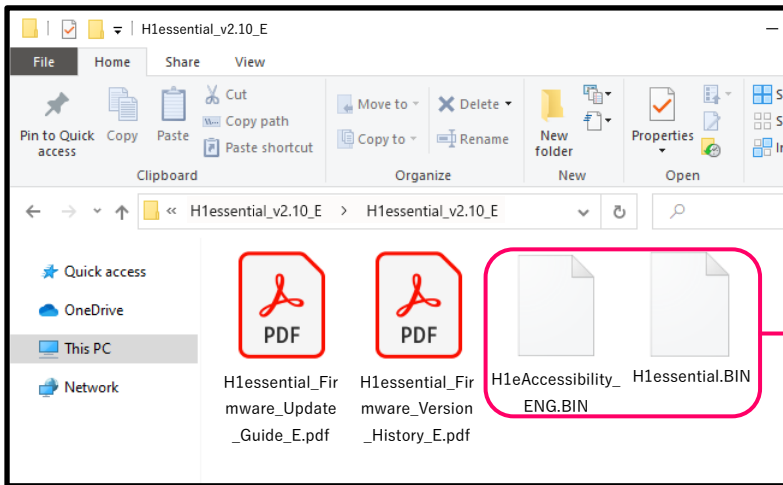 H1essential_v2.10_E
File Home Share View
Pin to Quick access
Copy
Paste
Cut
Copy path
Paste shortcut
Clipboard
Move to
Copy to
Delete
Rename
Organize
New folder
New
Properties
Open
« H1essential_v2.10_E > H1essential_v2.10_E
Quick access
OneDrive
This PC
Network
PDF
H1essential_Fir
mware_Update
_Guide_E.pdf
PDF
H1essential_Fir
mware_Version
_History_E.pdf
H1eAccessibility_
ENG.BIN
H1essential.BIN